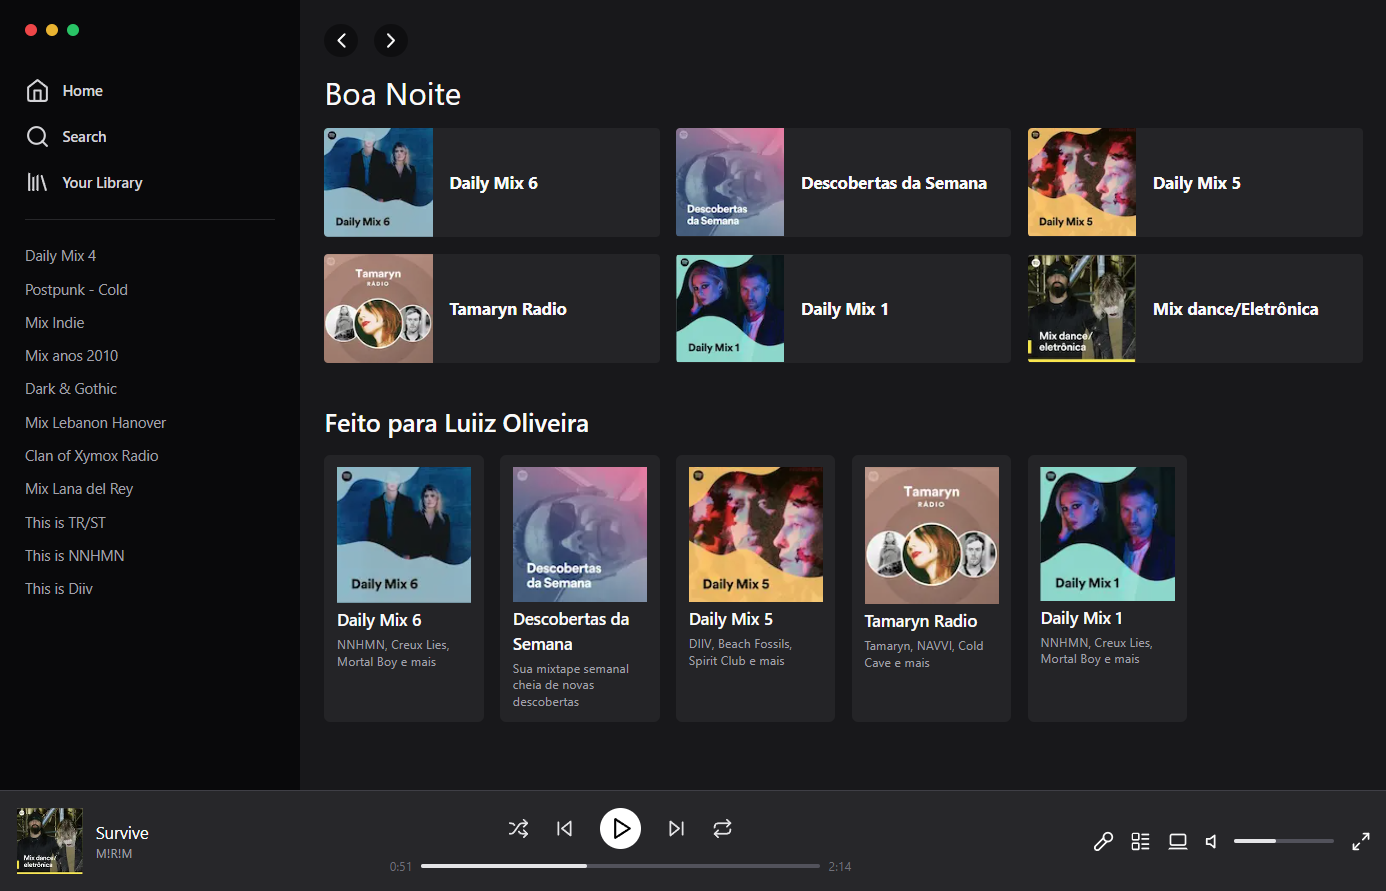 Home
Search
Your Library
Daily Mix 4
Postpunk - Cold
Mix Indie
Mix anos 2010
Dark & Gothic
Mix Lebanon Hanover
Clan of Xymox Radio
Mix Lana del Rey
This is TR/ST
This is NNHMN
This is Diiv
Boa Noite
Daily Mix 6
Daily Mix 6
Descobertas
da Semana
Descobertas da Semana
Daily Mix 5
Daily Mix 5
Tamaryn
RÁDIO
Tamaryn Radio
Daily Mix 1
Daily Mix 1
Mix dance/
eletrônica
Mix dance/Eletrônica
Feito para Luiiz Oliveira
Daily Mix 6
Daily Mix 6
NNHMN, Creux Lies,
Mortal Boy e mais
Descobertas
da Semana
Descobertas da
Semana
Sua mixtape semanal
cheia de novas
descobertas
Daily Mix 5
Daily Mix 5
DIIV, Beach Fossils,
Spirit Club e mais
Tamaryn
RÁDIO
Tamaryn Radio
Tamaryn, NAVVI, Cold
Cave e mais
Daily Mix 1
Daily Mix 1
NNHMN, Creux Lies,
Mortal Boy e mais
Mix dance/
eletrônica
Survive
M!R!M
0:51
2:14